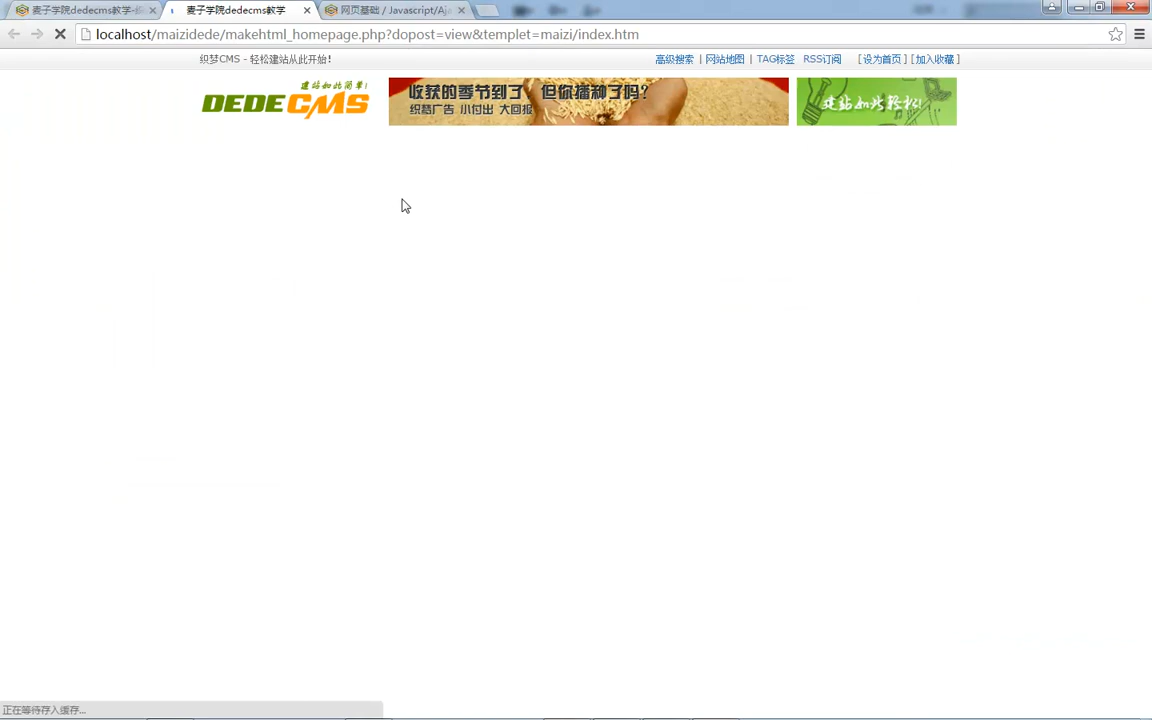 麦子学院dedecms教学-
麦子学院dedecms教学
网页基础 / Javascript/Aja
localhost/maizidede/makehtml_homepage.php?dopost=view&templet=maizi/index.htm
织梦CMS - 轻松建站从此开始！
高级搜索 | 网站地图 | TAG标签 RSS订阅 [设为首页] [加入收藏]
建站如此简单!
DEDECMS
收获的季节到了，但你播种了吗?
织梦广告 小付出 大回报
建站如此轻松!
正在等待存入缓存...